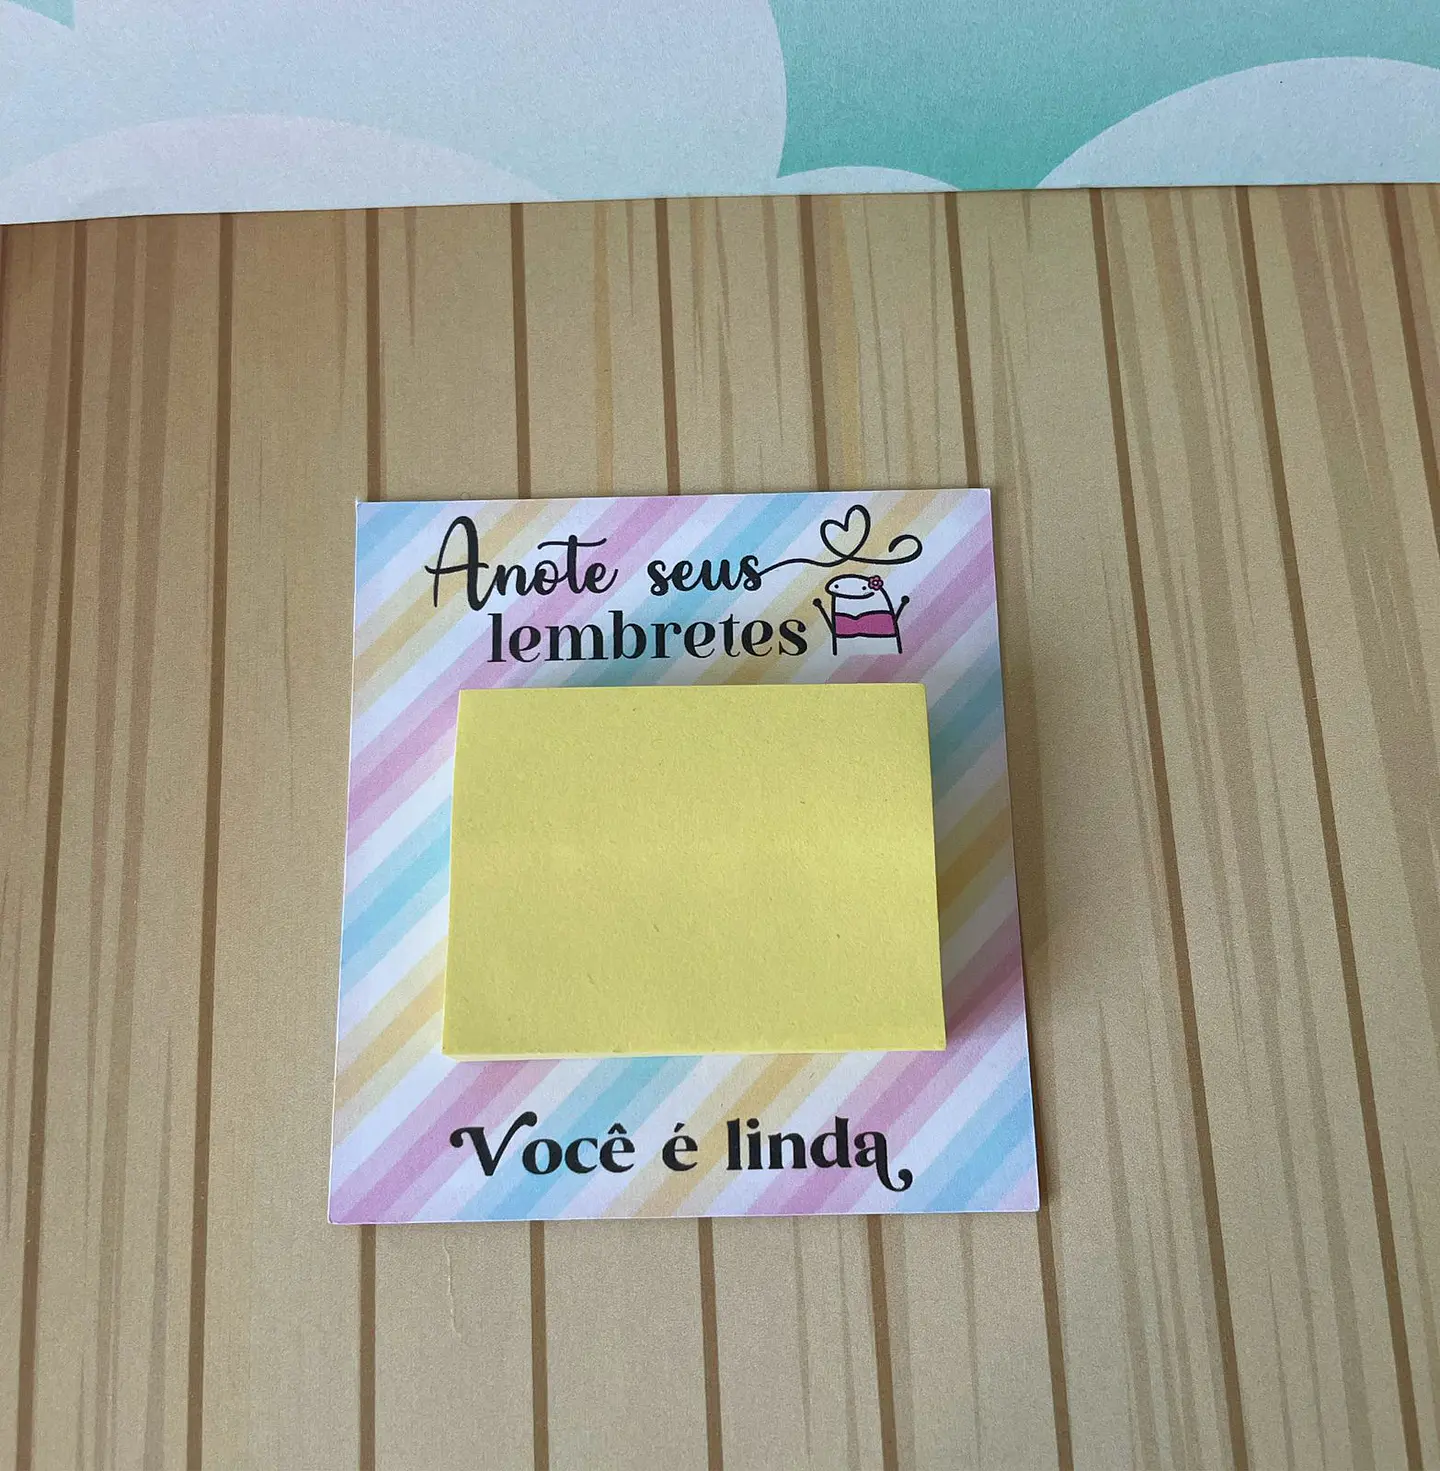 Anote seus
lembretes
Você é linda